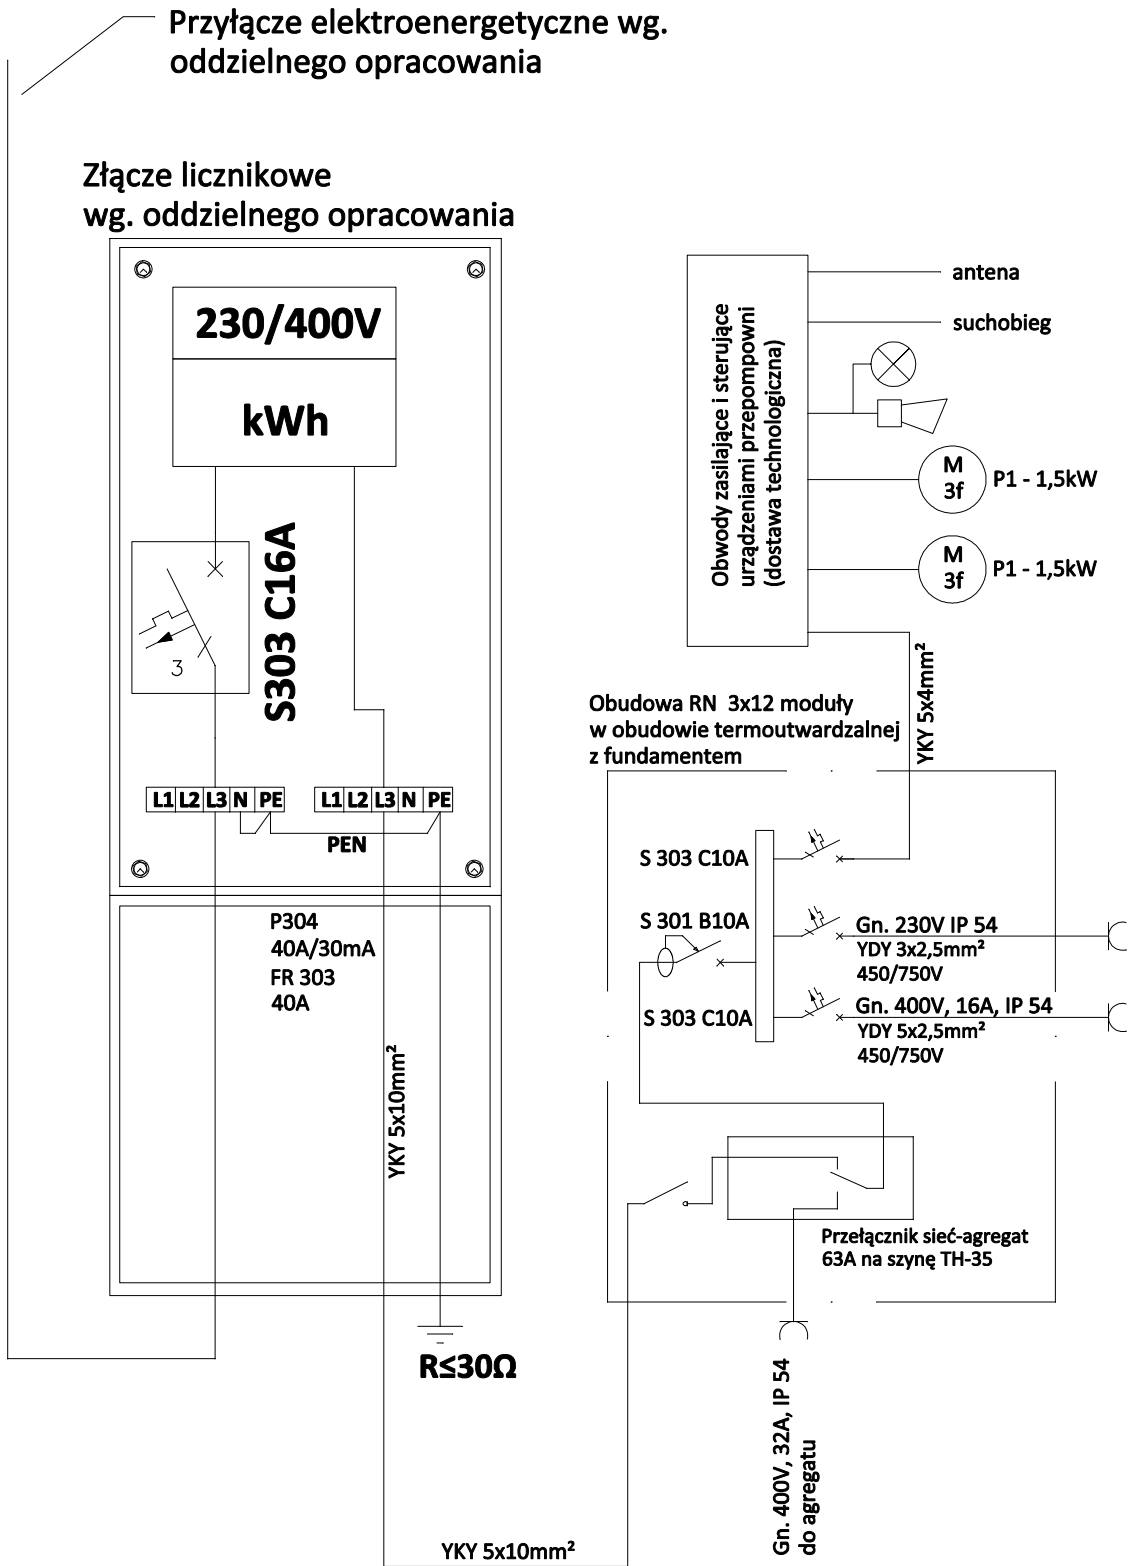 Przyłącze elektroenergetyczne wg.
oddzielnego opracowania
Złącze licznikowe
wg. oddzielnego opracowania
230/400V
kWh
S303 C16A
3
L1 L2 L3 N PE
L1 L2 L3 N PE
PEN
P304
40A/30mA
FR 303
40A
YKY 5x10mm²
R≤30Ω
YKY 5x10mm²
Obwody zasilające i sterujące
urządzeniami przepompowni
(dostawa technologiczna)
antena
suchobieg
M
3f
P1 - 1,5kW
M
3f
P1 - 1,5kW
YKY 5x4mm²
Obudowa RN 3x12 moduły
w obudowie termoutwardzalnej
z fundamentem
S 303 C10A
S 301 B10A
Gn. 230V IP 54
YDY 3x2,5mm²
450/750V
S 303 C10A
Gn. 400V, 16A, IP 54
YDY 5x2,5mm²
450/750V
Przełącznik sieć-agregat
63A na szynę TH-35
Gn. 400V, 32A, IP 54
do agregatu